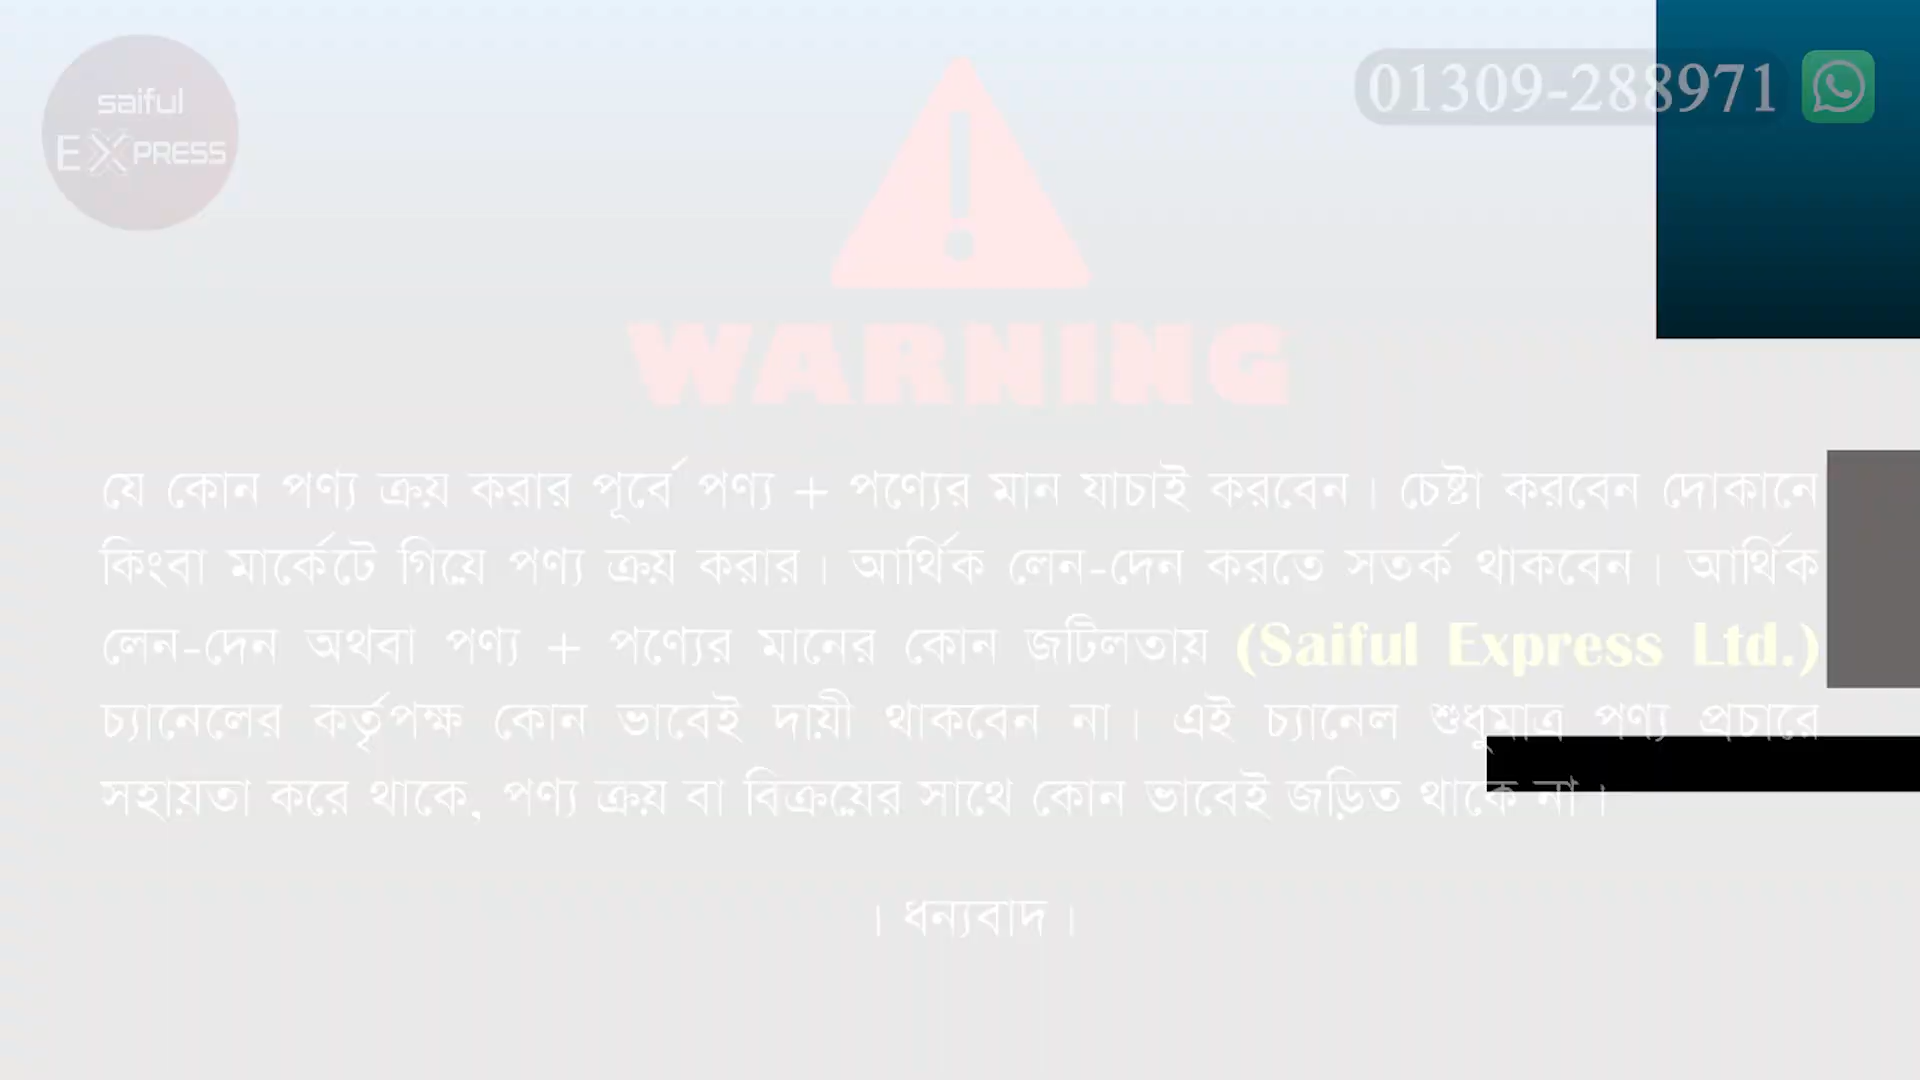 saiful
EXPRESS
01309-288971
WARNING
যে কোন পণ্য ক্রয় করার পূর্বে পণ্য + পণ্যের মান যাচাই করবেন। চেষ্টা করবেন দোকানে
কিংবা মার্কেটে গিয়ে পণ্য ক্রয় করার। আর্থিক লেন-দেন করতে সতর্ক থাকবেন। আর্থিক
লেন-দেন অথবা পণ্য + পণ্যের মানের কোন জটিলতায় (Saiful Express Ltd.)
চ্যানেলের কর্তৃপক্ষ কোন ভাবেই দায়ী থাকবেন না। এই চ্যানেল শুধুমাত্র পণ্য প্রচারে
সহায়তা করে থাকে, পণ্য ক্রয় বা বিক্রয়ের সাথে কোন ভাবেই জড়িত থাকে না।
। ধন্যবাদ ।